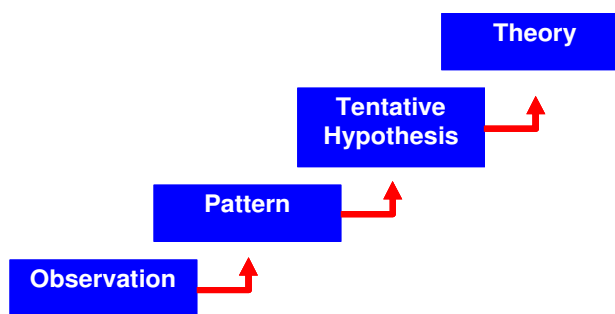 Theory
Tentative
Hypothesis
Pattern
Observation